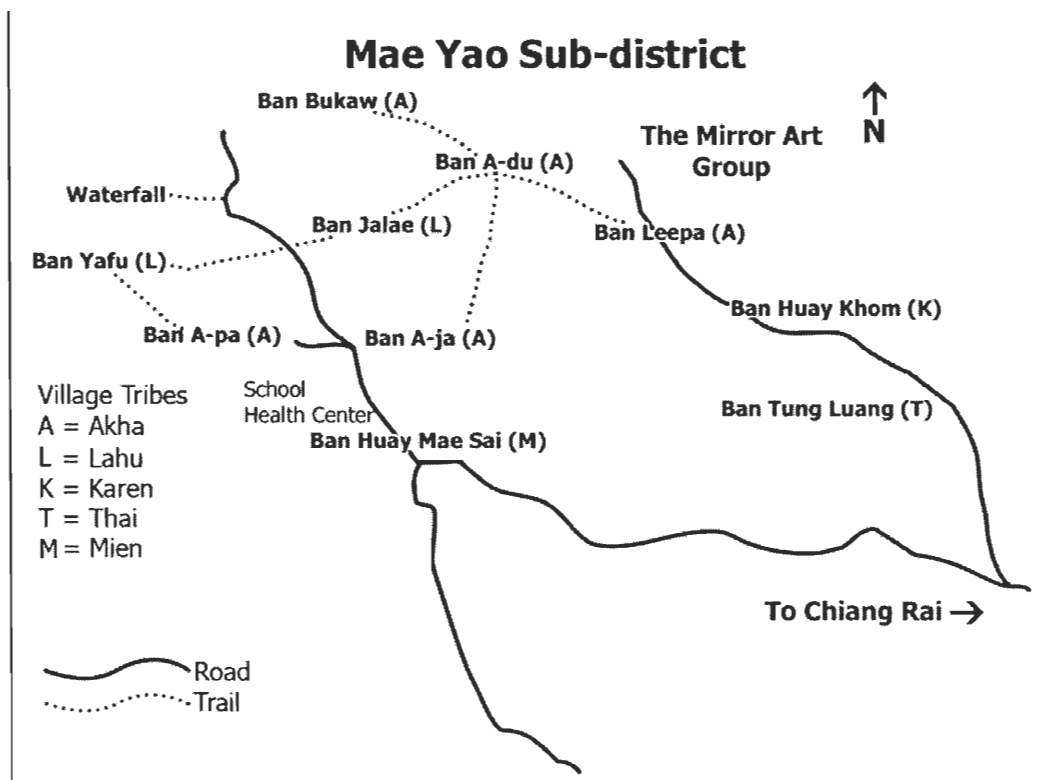 Mae Yao Sub-district
Ban Bukaw (A)
N
The Mirror Art
Group
Ban A-du (A)
Waterfall
Ban Jalae (L)
Ban Leepa (A)
Ban Yafu (L)
Ban Huay Khom (K)
Ban A-pa (A)
Ban A-ja (A)
School
Health Center
Ban Tung Luang (T)
Ban Huay Mae Sai (M)
Village Tribes
A = Akha
L = Lahu
K = Karen
T = Thai
M = Mien
To Chiang Rai →
Road
Trail